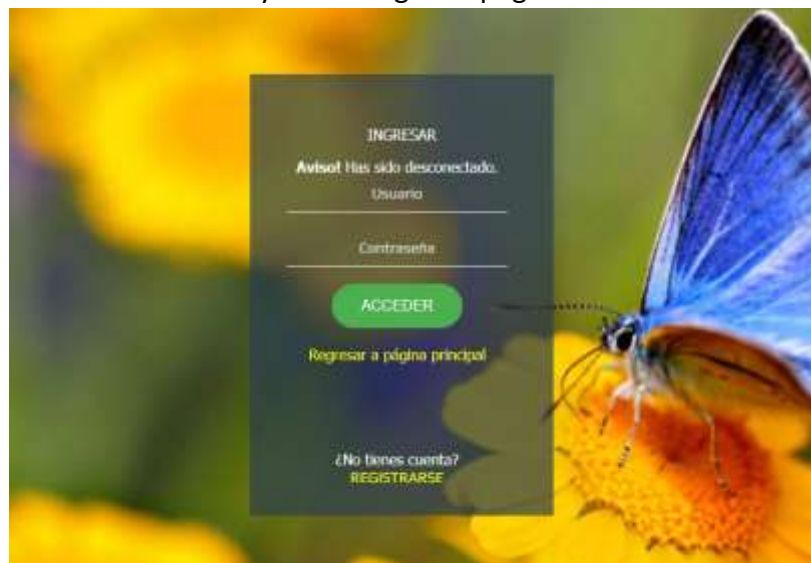 INGRESAR
Aviso! Has sido desconectado.
Usuario
Contraseña
ACCEDER
Regresar a página principal
¿No tienes cuenta?
REGISTRARSE